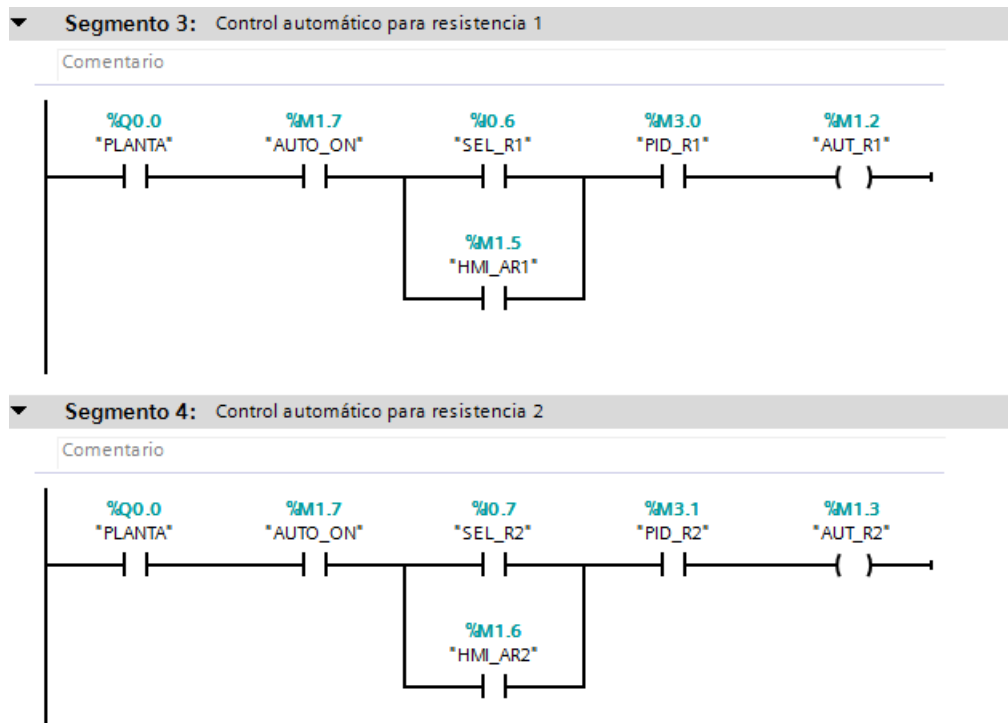 Segmento 3: Control automático para resistencia 1
Comentario
%Q0.0 %M1.7 %I0.6 %M3.0 %M1.2
"PLANTA" "AUTO_ON" "SEL_R1" "PID_R1" "AUT_R1"
%M1.5
"HMI_AR1"
Segmento 4: Control automático para resistencia 2
Comentario
%Q0.0 %M1.7 %I0.7 %M3.1 %M1.3
"PLANTA" "AUTO_ON" "SEL_R2" "PID_R2" "AUT_R2"
%M1.6
"HMI_AR2"